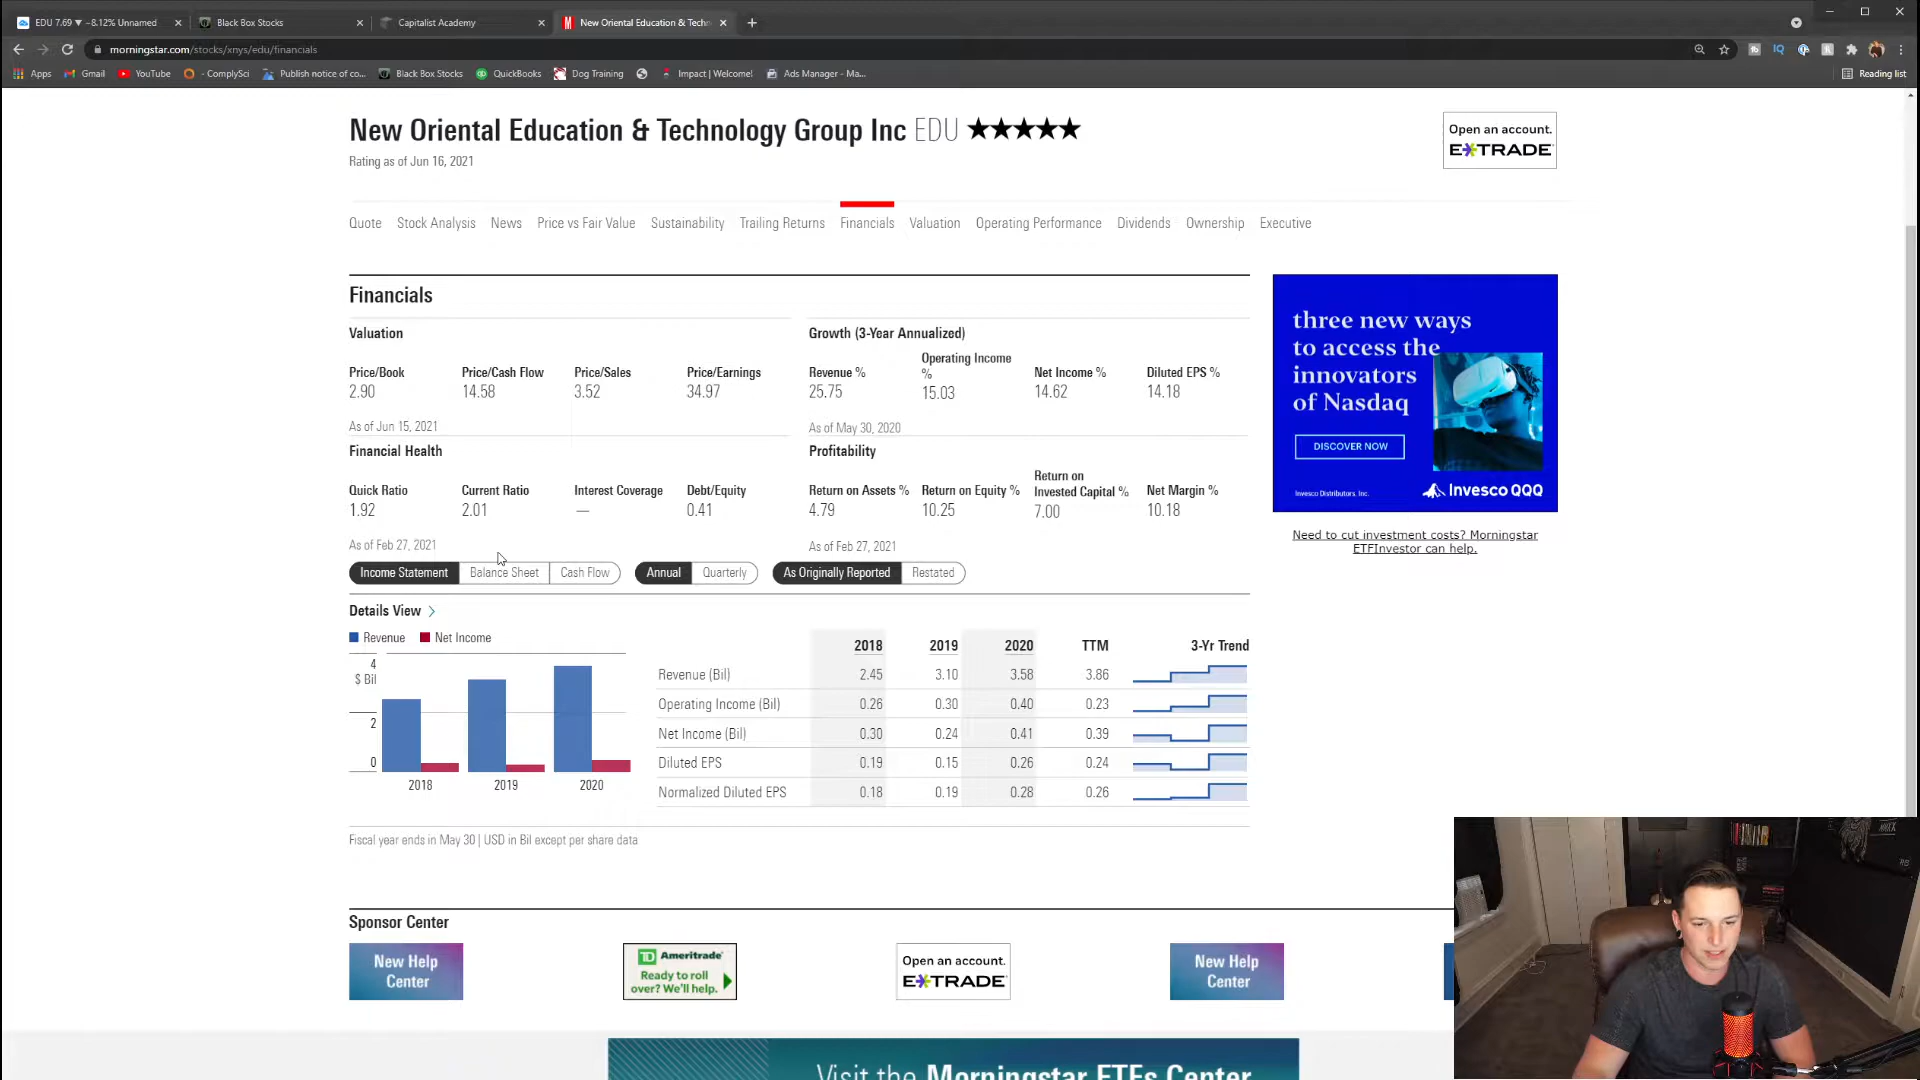 EDU 7.69 ▼ −8.12% Unnamed
Black Box Stocks
Capitalist Academy
New Oriental Education & Techn
morningstar.com/stocks/xnys/edu/financials
Apps
Gmail
YouTube
- ComplySci
Publish notice of co...
Black Box Stocks
QuickBooks
Dog Training
Impact | Welcome!
Ads Manager - Ma...
Reading list
New Oriental Education & Technology Group Inc EDU ★★★★★
Rating as of Jun 16, 2021
Open an account.
E*TRADE
Quote Stock Analysis News Price vs Fair Value Sustainability Trailing Returns Financials Valuation Operating Performance Dividends Ownership Executive
Financials
Valuation
Price/Book Price/Cash Flow Price/Sales Price/Earnings
2.90 14.58 3.52 34.97
As of Jun 15, 2021
Growth (3-Year Annualized)
Revenue % Operating Income % Net Income % Diluted EPS %
25.75 15.03 14.62 14.18
As of May 30, 2020
Financial Health
Quick Ratio Current Ratio Interest Coverage Debt/Equity
1.92 2.01 — 0.41
As of Feb 27, 2021
Profitability
Return on Assets % Return on Equity % Return on Invested Capital % Net Margin %
4.79 10.25 7.00 10.18
As of Feb 27, 2021
three new ways
to access the
innovators
of Nasdaq
DISCOVER NOW
Invesco Distributors, Inc.
Invesco QQQ
Need to cut investment costs? Morningstar
ETFInvestor can help.
Income Statement Balance Sheet Cash Flow Annual Quarterly As Originally Reported Restated
Details View
Revenue Net Income
4
$ Bil
2
0
2018 2019 2020
2018 2019 2020 TTM 3-Yr Trend
Revenue (Bil) 2.45 3.10 3.58 3.86
Operating Income (Bil) 0.26 0.30 0.40 0.23
Net Income (Bil) 0.30 0.24 0.41 0.39
Diluted EPS 0.19 0.15 0.26 0.24
Normalized Diluted EPS 0.18 0.19 0.28 0.26
Fiscal year ends in May 30 | USD in Bil except per share data
Sponsor Center
New Help
Center
TD Ameritrade
Ready to roll
over? We'll help.
Open an account.
E*TRADE
New Help
Center
Visit the Morningstar ETFs Center